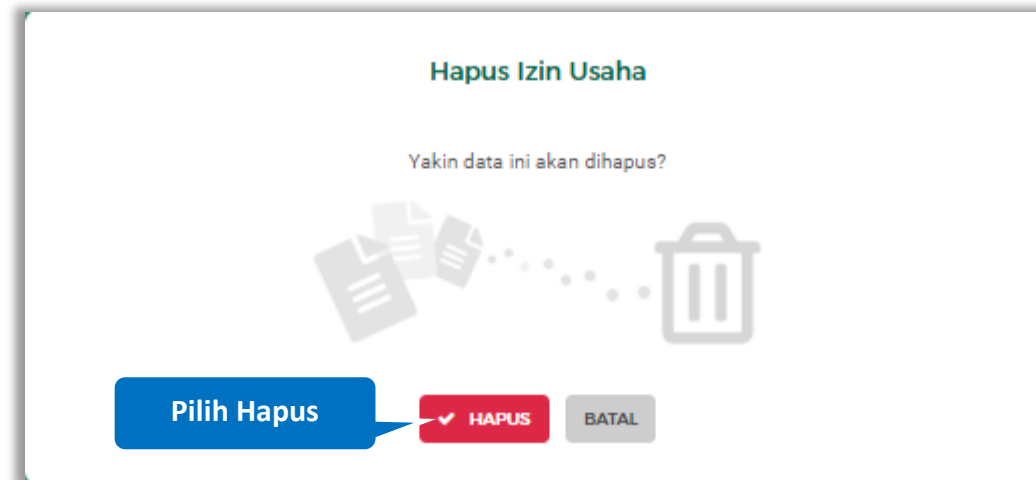 Hapus Izin Usaha
Yakin data ini akan dihapus?
Pilih Hapus
HAPUS
BATAL